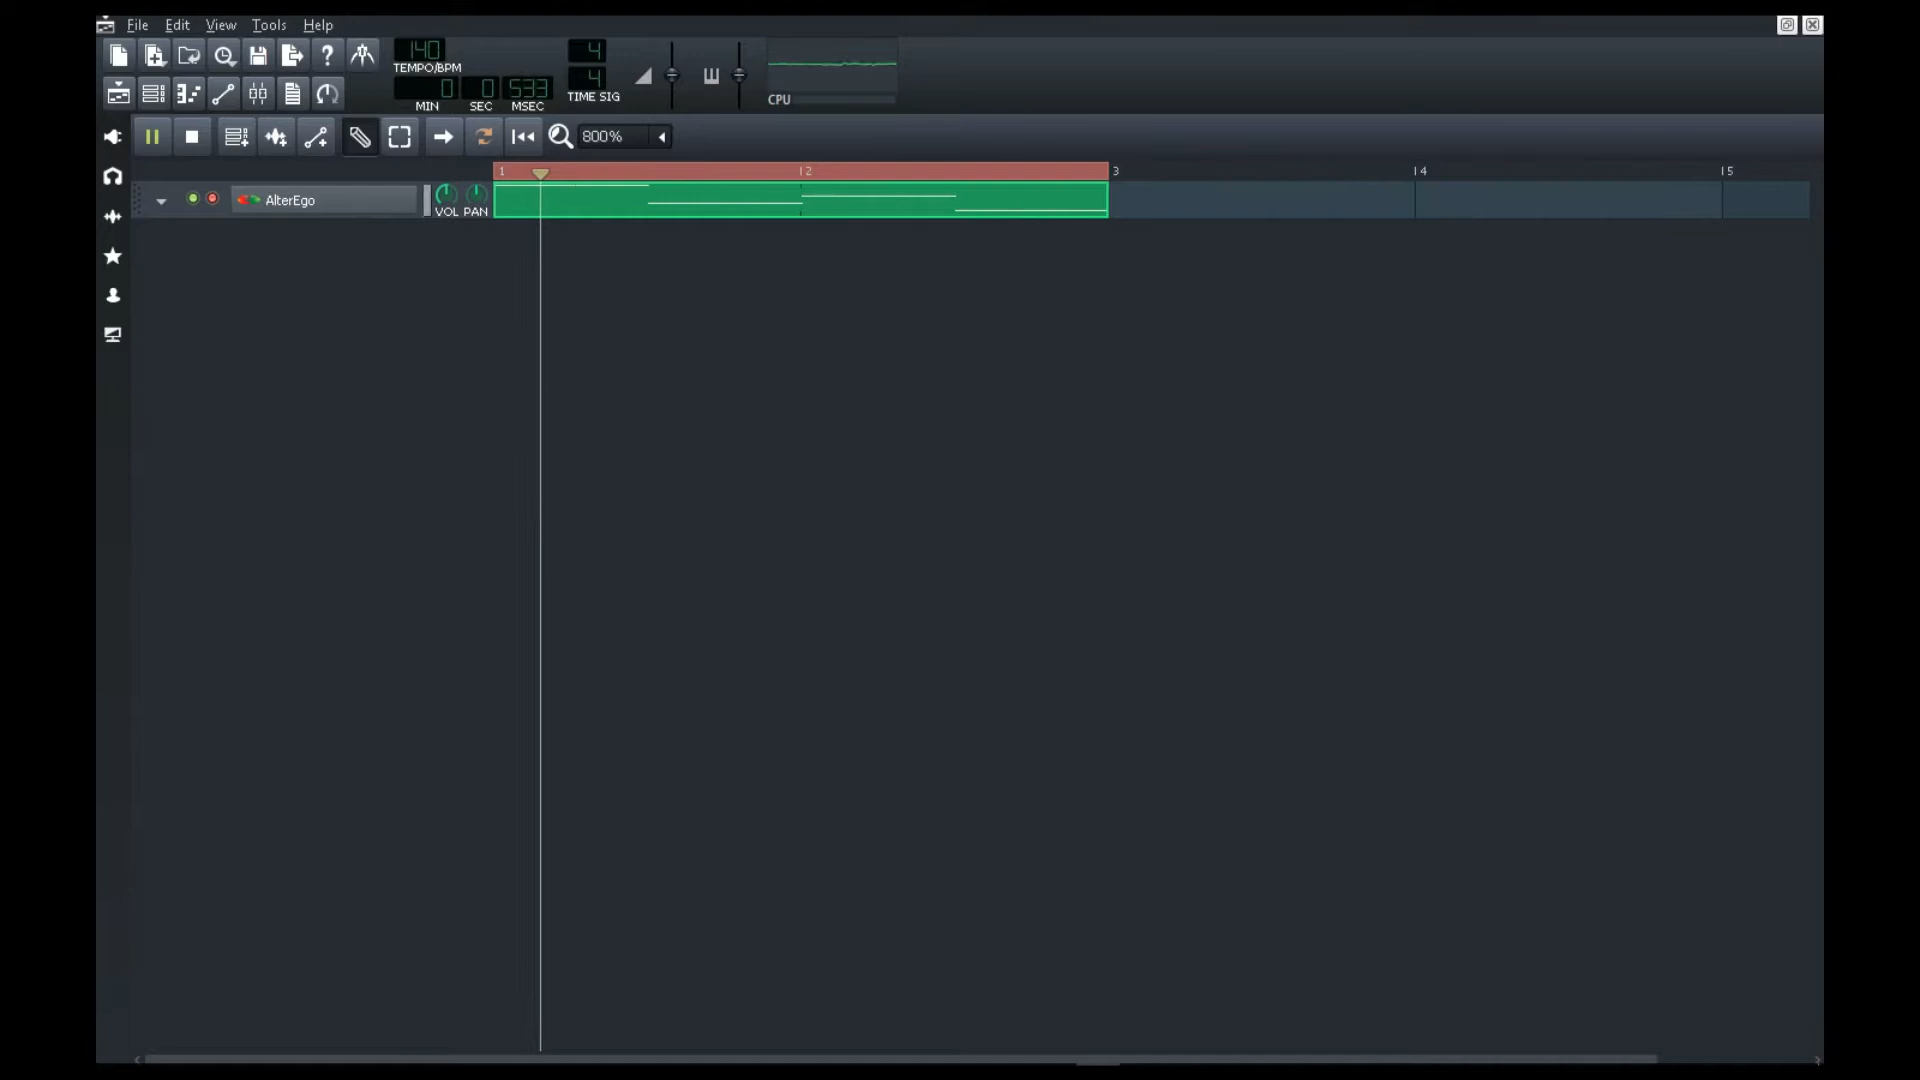 File Edit View Tools Help
140
TEMPO/BPM
0 0 533
MIN SEC MSEC
4
4
TIME SIG
CPU
800%
1 2 3 4 5
AlterEgo
VOL PAN